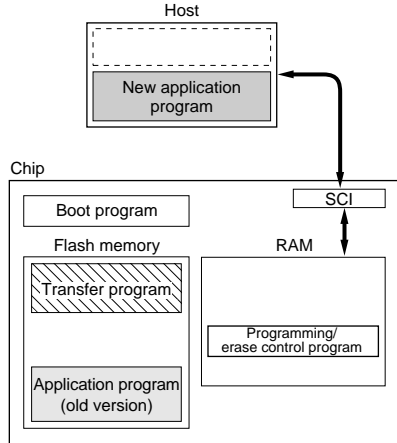 Host
New application
program
Chip
SCI
Boot program
Flash memory
RAM
Transfer program
Programming/
erase control program
Application program
(old version)